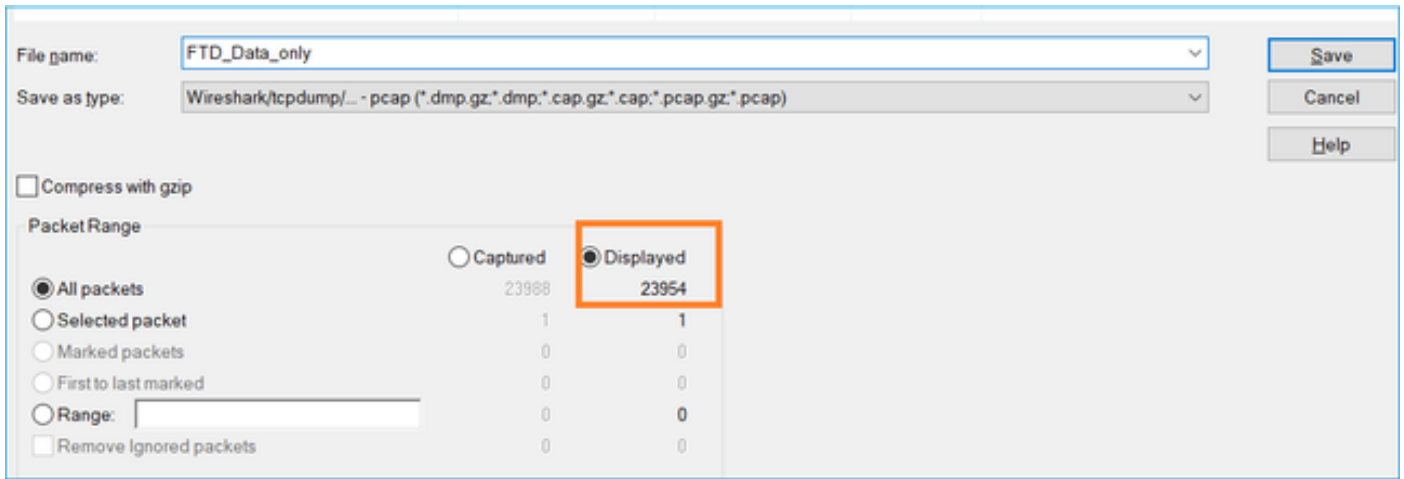 File name: FTD_Data_only Save
Save as type: Wireshark/tcpdump/... - pcap (*.dmp.gz;*.dmp;*.cap.gz;*.cap;*.pcap.gz;*.pcap) Cancel
Help
Compress with gzip
Packet Range
Captured Displayed
All packets 23988 23954
Selected packet 1 1
Marked packets 0 0
First to last marked 0 0
Range: 0 0
Remove Ignored packets 0 0